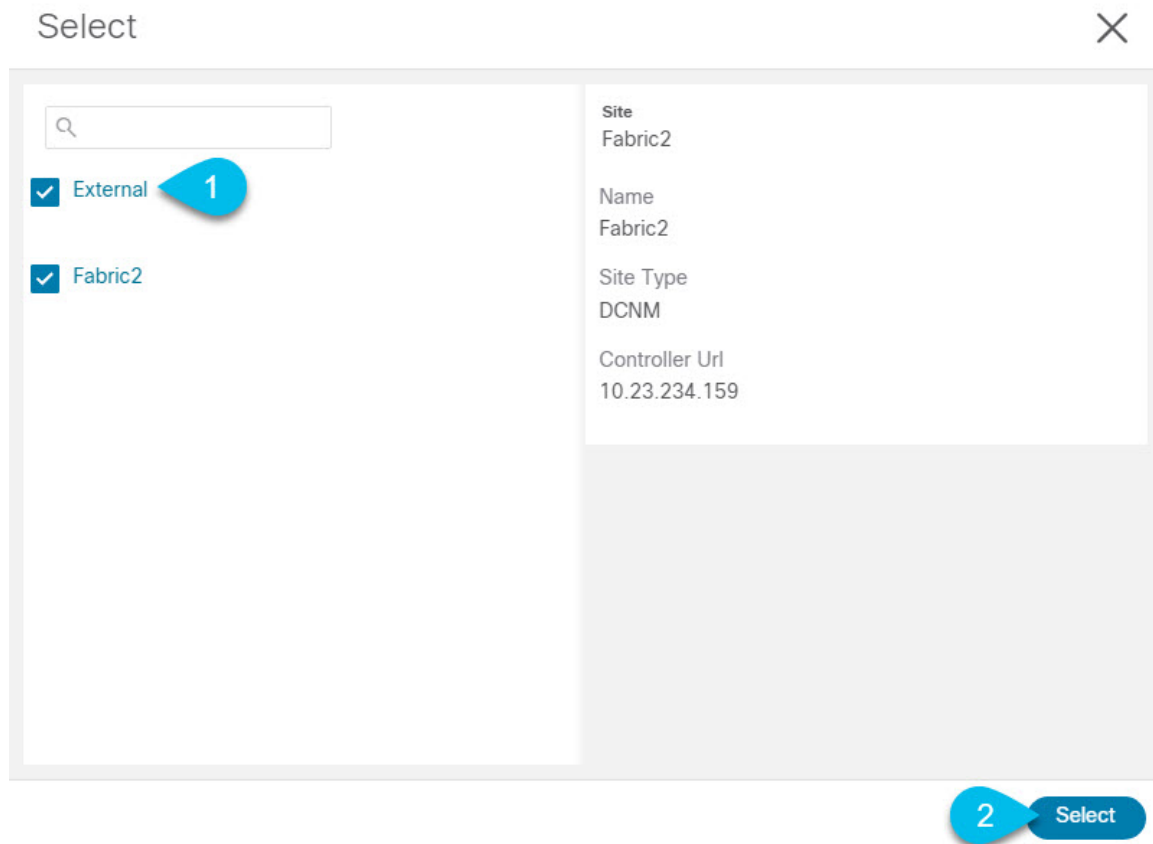 Select
External
1
Fabric2
Site
Fabric2
Name
Fabric2
Site Type
DCNM
Controller Url
10.23.234.159
2
Select